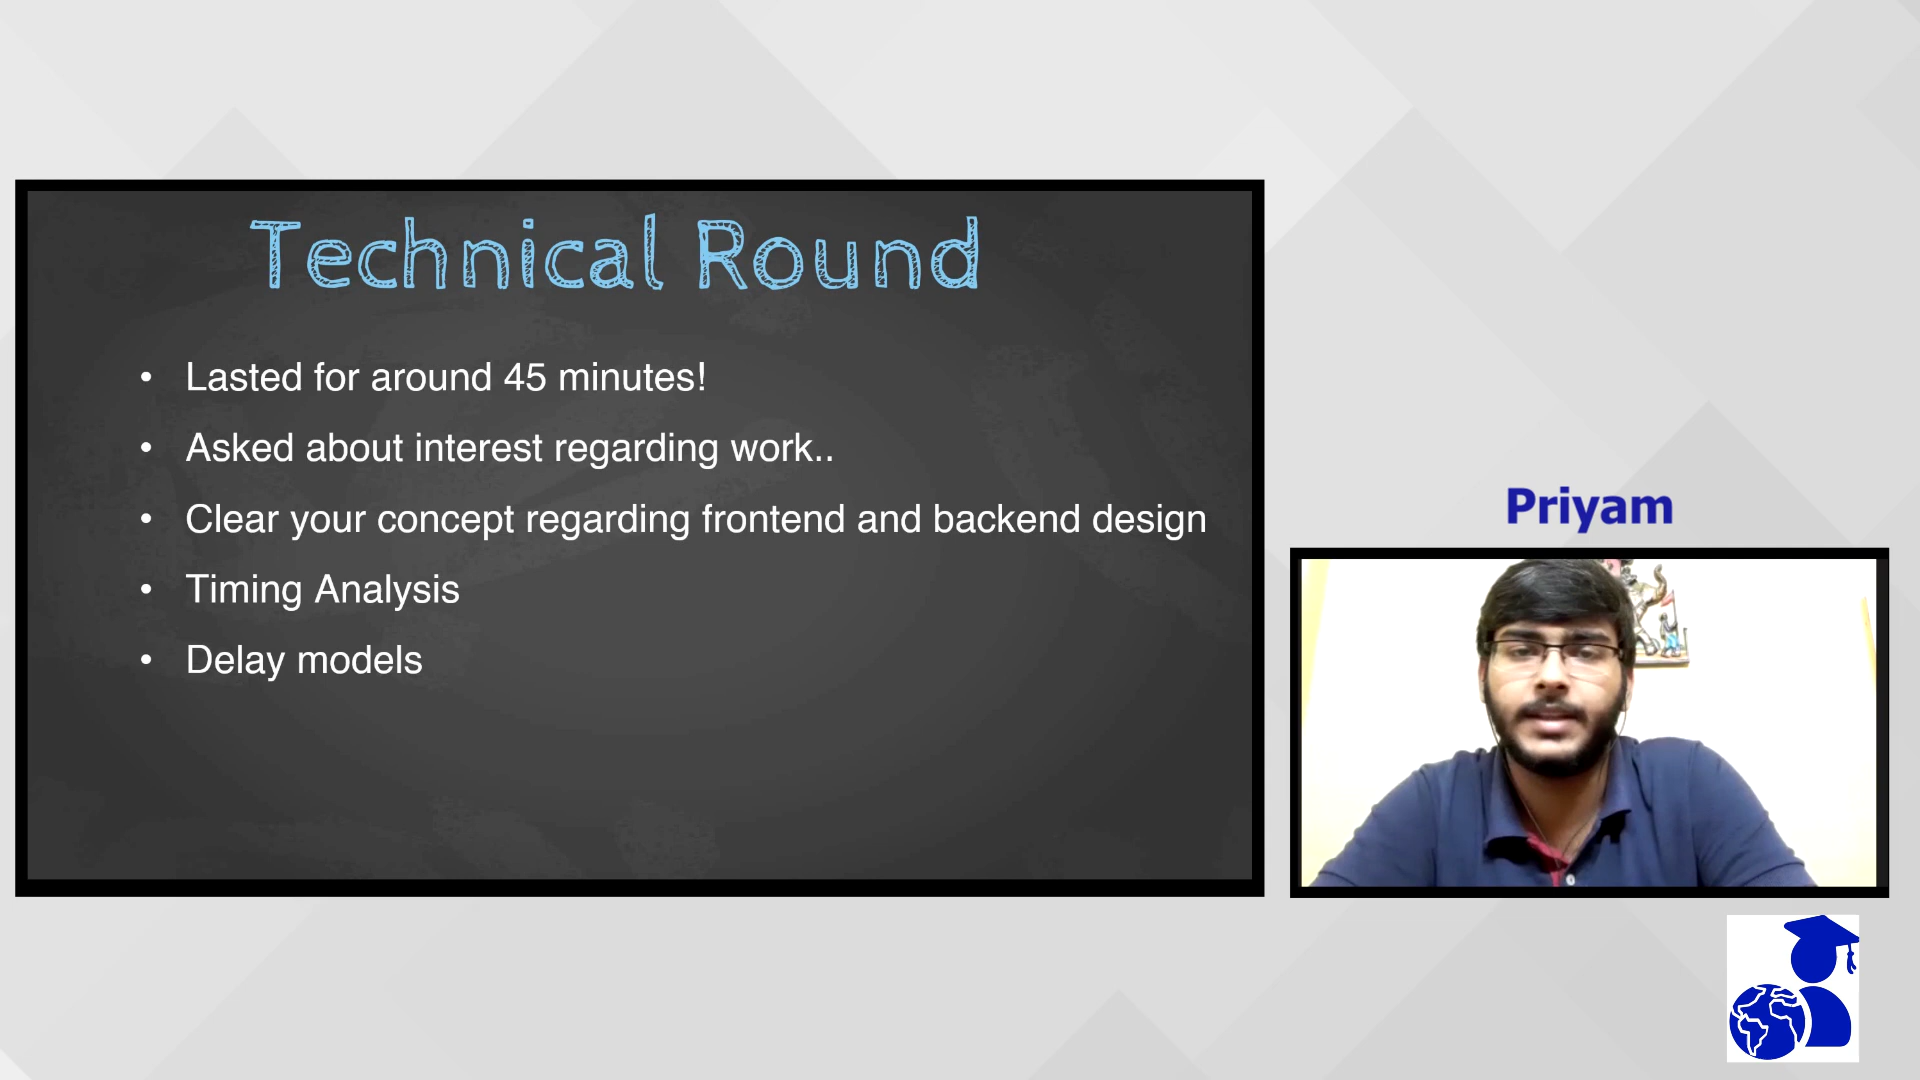 Technical Round
• Lasted for around 45 minutes!
• Asked about interest regarding work..
• Clear your concept regarding frontend and backend design
• Timing Analysis
• Delay models
Priyam